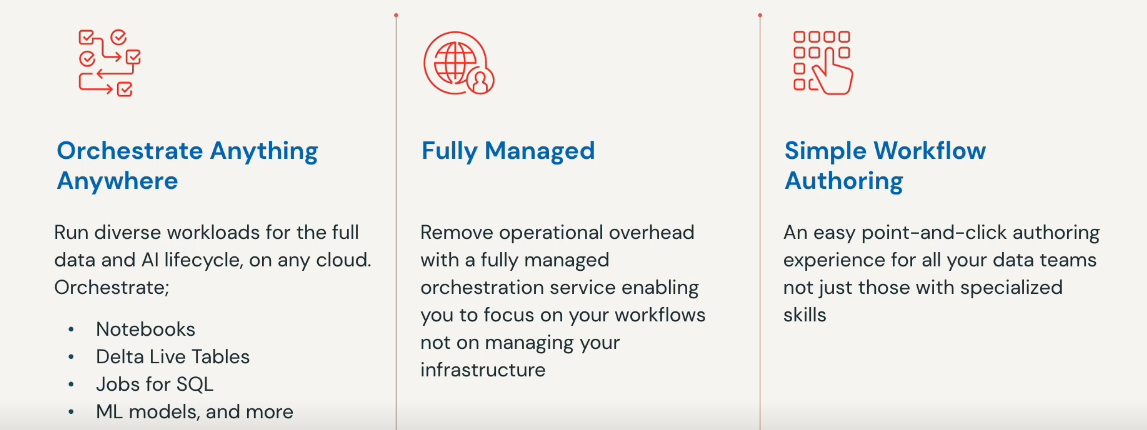 Orchestrate Anything
Anywhere
Run diverse workloads for the full
data and AI lifecycle, on any cloud.
Orchestrate;
• Notebooks
• Delta Live Tables
• Jobs for SQL
• ML models, and more
Fully Managed
Remove operational overhead
with a fully managed
orchestration service enabling
you to focus on your workflows
not on managing your
infrastructure
Simple Workflow
Authoring
An easy point-and-click authoring
experience for all your data teams
not just those with specialized
skills